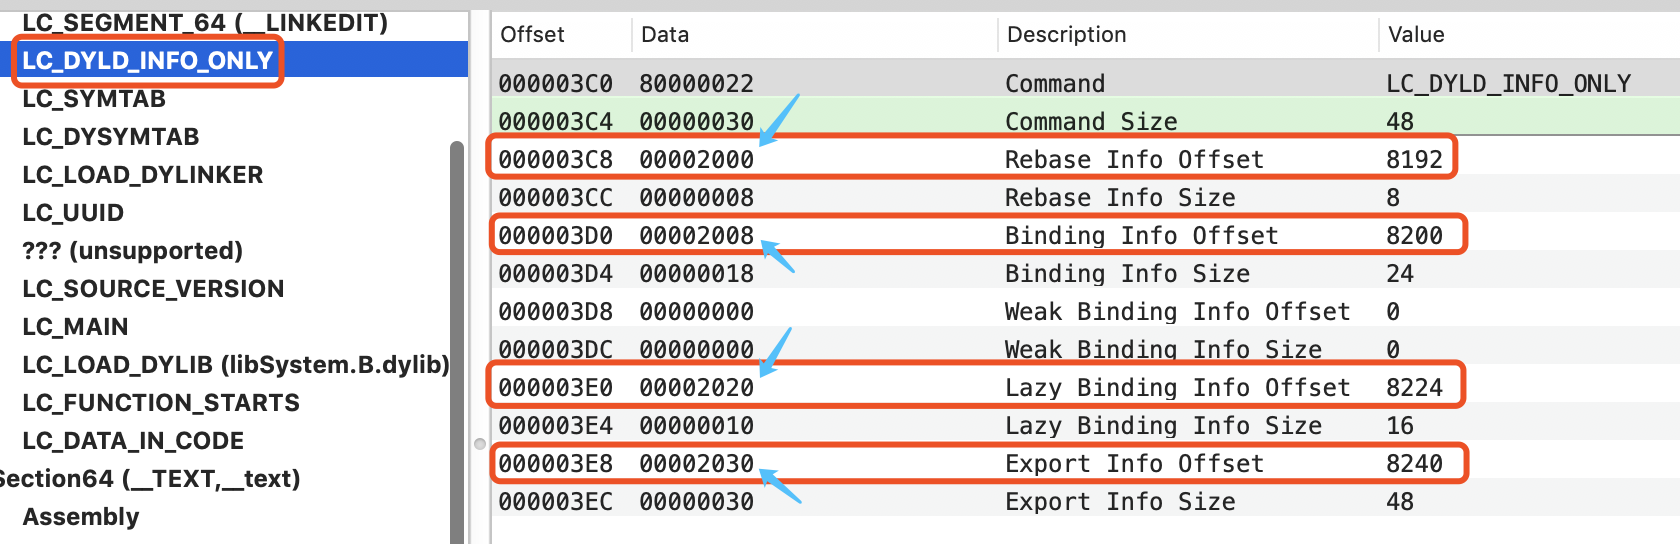 LC_SEGMENT_64 (__LINKEDIT)
LC_DYLD_INFO_ONLY
LC_SYMTAB
LC_DYSYMTAB
LC_LOAD_DYLINKER
LC_UUID
??? (unsupported)
LC_SOURCE_VERSION
LC_MAIN
LC_LOAD_DYLIB (libSystem.B.dylib)
LC_FUNCTION_STARTS
LC_DATA_IN_CODE
Section64 (__TEXT,__text)
Assembly
Offset Data Description Value
000003C0 80000022 Command LC_DYLD_INFO_ONLY
000003C4 00000030 Command Size 48
000003C8 00002000 Rebase Info Offset 8192
000003CC 00000008 Rebase Info Size 8
000003D0 00002008 Binding Info Offset 8200
000003D4 00000018 Binding Info Size 24
000003D8 00000000 Weak Binding Info Offset 0
000003DC 00000000 Weak Binding Info Size 0
000003E0 00002020 Lazy Binding Info Offset 8224
000003E4 00000010 Lazy Binding Info Size 16
000003E8 00002030 Export Info Offset 8240
000003EC 00000030 Export Info Size 48